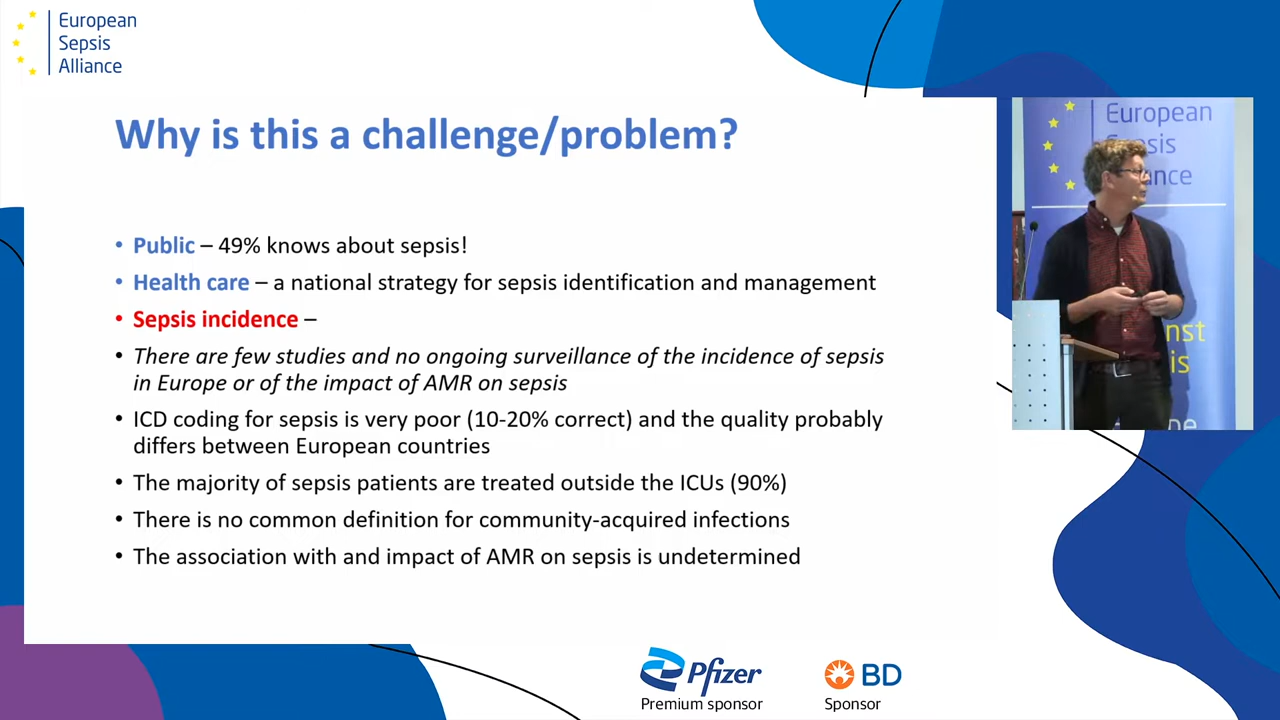 European
Sepsis
Alliance
Why is this a challenge/problem?
• Public – 49% knows about sepsis!
• Health care – a national strategy for sepsis identification and management
• Sepsis incidence –
• There are few studies and no ongoing surveillance of the incidence of sepsis
in Europe or of the impact of AMR on sepsis
• ICD coding for sepsis is very poor (10-20% correct) and the quality probably
differs between European countries
• The majority of sepsis patients are treated outside the ICUs (90%)
• There is no common definition for community-acquired infections
• The association with and impact of AMR on sepsis is undetermined
European
sis
ance
nst
is
pe
Pfizer
Premium sponsor
BD
Sponsor